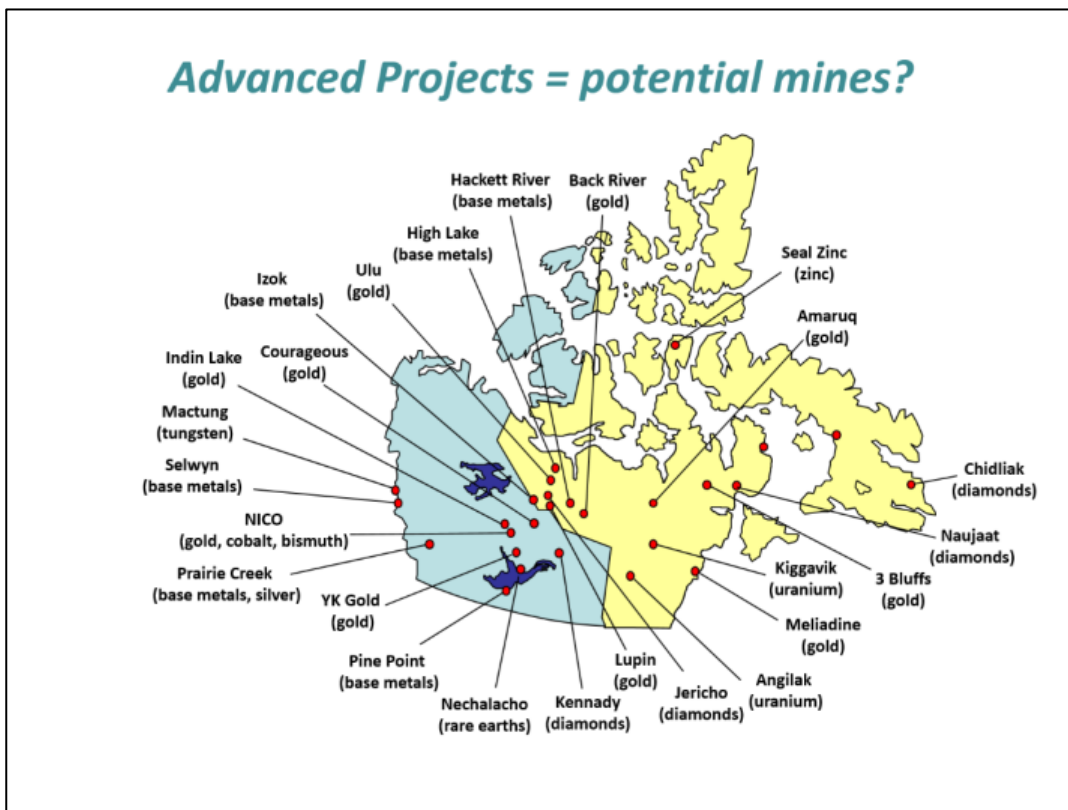 Advanced Projects = potential mines?
Hackett River
(base metals)
Back River
(gold)
High Lake
(base metals)
Seal Zinc
(zinc)
Ulu
(gold)
Izok
(base metals)
Amaruq
(gold)
Courageous
(gold)
Indin Lake
(gold)
Mactung
(tungsten)
Selwyn
(base metals)
Chidliak
(diamonds)
NICO
(gold, cobalt, bismuth)
Naujaat
(diamonds)
Prairie Creek
(base metals, silver)
Kiggavik
(uranium)
3 Bluffs
(gold)
YK Gold
(gold)
Meliadine
(gold)
Pine Point
(base metals)
Lupin
(gold)
Angilak
(uranium)
Jericho
(diamonds)
Nechalacho
(rare earths)
Kennady
(diamonds)